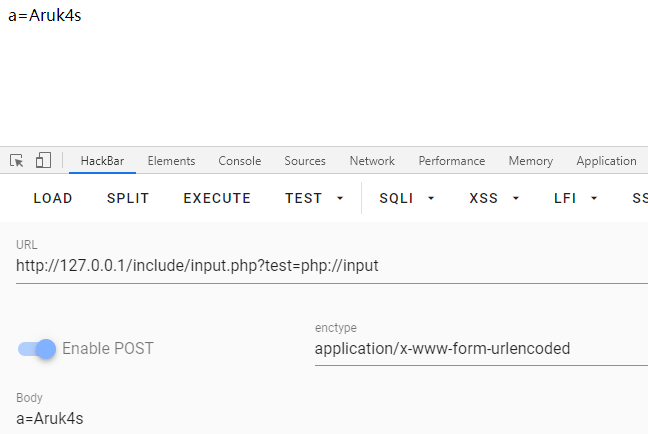 a=Aruk4s
HackBar Elements Console Sources Network Performance Memory Application
LOAD SPLIT EXECUTE TEST SQLI XSS LFI SS
URL
http://127.0.0.1/include/input.php?test=php://input
enctype
Enable POST application/x-www-form-urlencoded
Body
a=Aruk4s